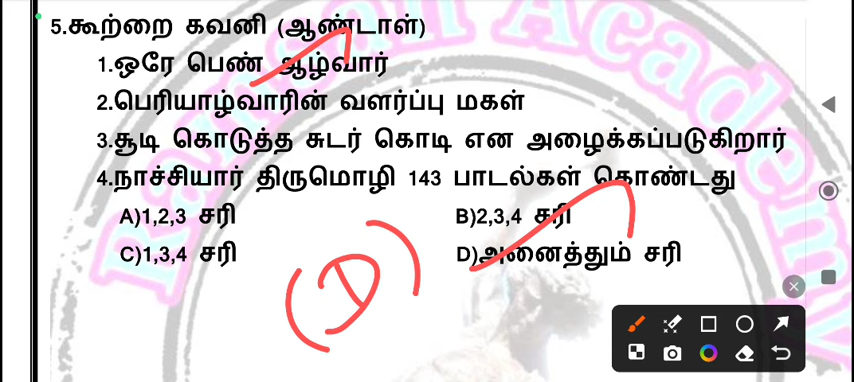 5.கூற்றை கவனி (ஆண்டாள்)
1.ஒரே பெண் ஆழ்வார்
2.பெரியாழ்வாரின் வளர்ப்பு மகள்
3.சூடி கொடுத்த சுடர் கொடி என அழைக்கப்படுகிறார்
4.நாச்சியார் திருமொழி 143 பாடல்கள் கொண்டது
A)1,2,3 சரி B)2,3,4 சரி
C)1,3,4 சரி D)அனைத்தும் சரி
(D)